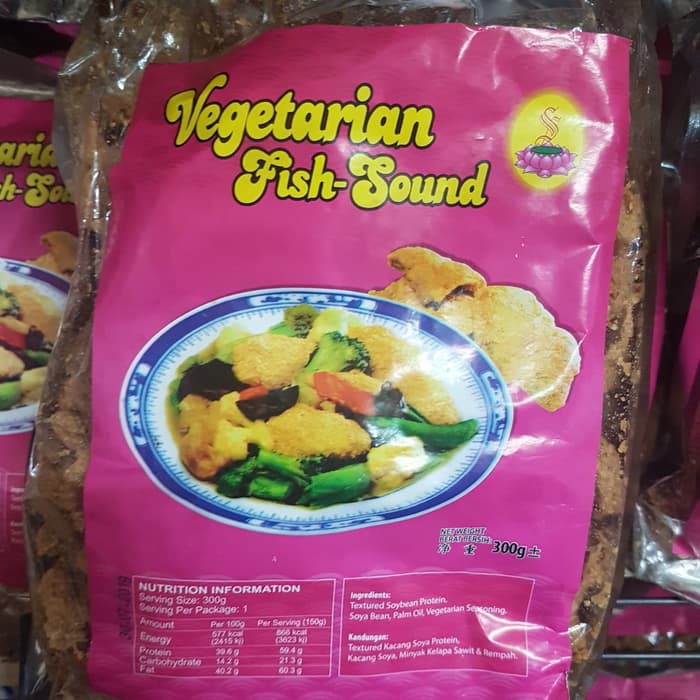 Vegetarian
Fish-Sound
NET WEIGHT
BERAT BERSIH
净 重 300g±
NUTRITION INFORMATION
Serving Size: 300g
Serving Per Package: 1
Amount Per 100g Per Serving (150g)
Energy 577 kcal 866 kcal
(2415 kj) (3623 kj)
Protein 39.6 g 59.4 g
Carbohydrate 14.2 g 21.3 g
Fat 40.2 g 60.3 g
Ingredients:
Textured Soybean Protein,
Soya Bean, Palm Oil, Vegetarian Seasoning.
Kandungan:
Textured Kacang Soya Protein,
Kacang Soya, Minyak Kelapa Sawit & Rempah.